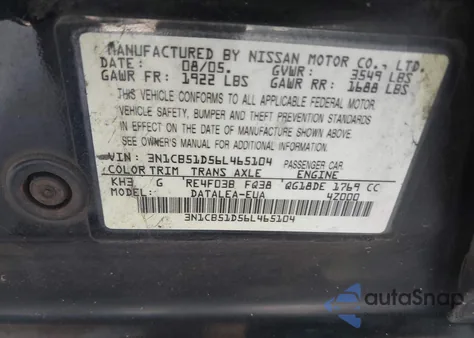 MANUFACTURED BY NISSAN MOTOR CO., LTD.
DATE: 08/05. GVWR: 3549 LBS
GAWR FR: 1922 LBS GAWR RR: 1688 LBS
THIS VEHICLE CONFORMS TO ALL APPLICABLE FEDERAL MOTOR
VEHICLE SAFETY, BUMPER AND THEFT PREVENTION STANDARDS
IN EFFECT ON THE DATE OF MANUFACTURE SHOWN ABOVE.
SEE OWNER'S MANUAL FOR ADDITIONAL INFORMATION.
VIN: 3N1CB51D56L465104 PASSENGER CAR
COLOR TRIM TRANS AXLE ENGINE
KH3 G RE4F03B FQ38 QG18DE 1769 CC
MODEL: DATALEA-EUA 4Z000
3N1CB51D56L465104
autoSnap